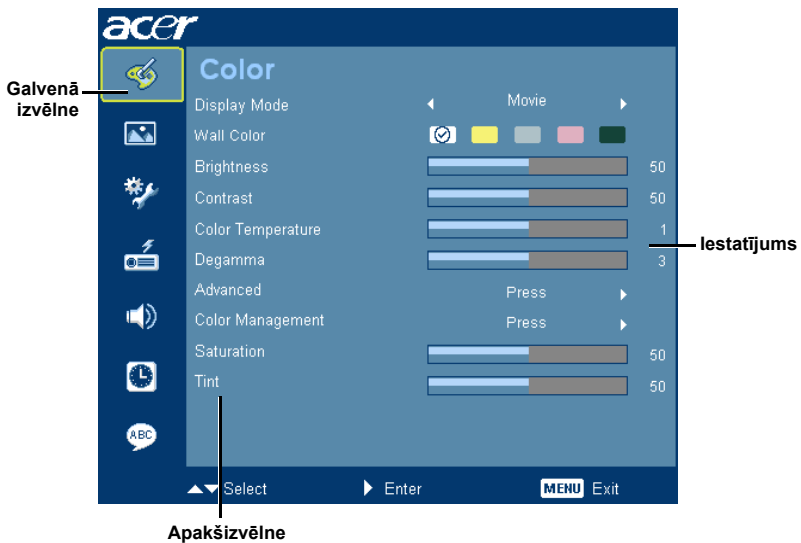 acer
Galvenā
izvēlne
Color
Display Mode Movie
Wall Color
Brightness 50
Contrast 50
Color Temperature 1
Degamma 3
Iestatījums
Advanced Press
Color Management Press
Saturation 50
Tint 50
ABC
Select Enter MENU Exit
Apakšizvēlne